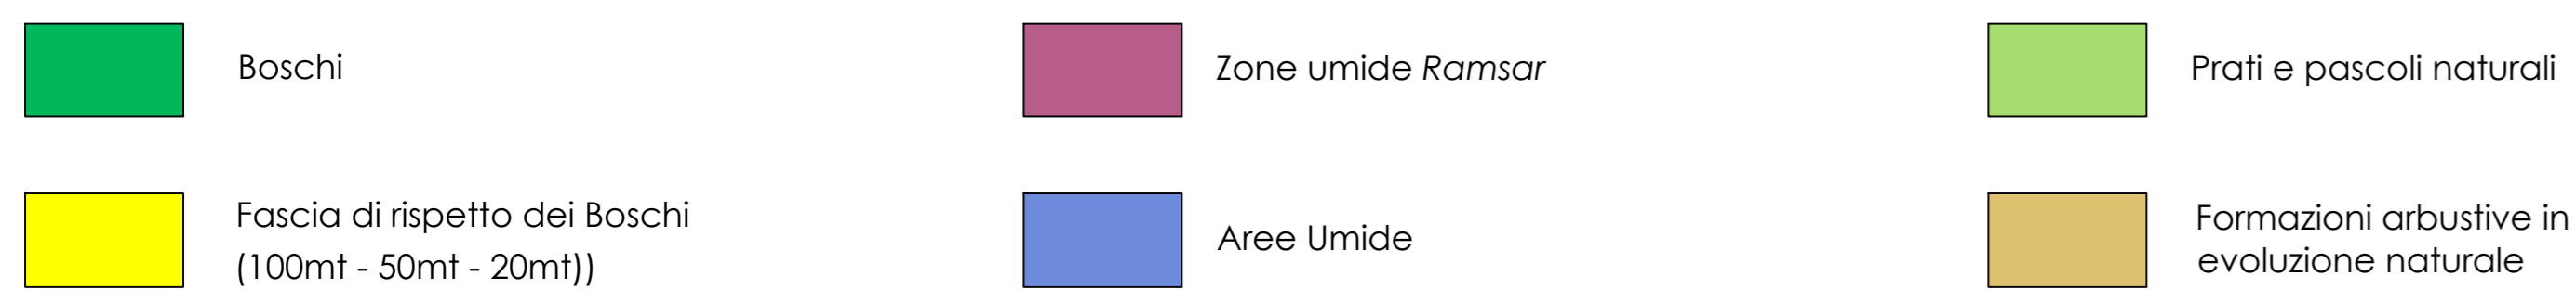 Boschi
Zone umide Ramsar
Prati e pascoli naturali
Fascia di rispetto dei Boschi
(100mt - 50mt - 20mt))
Aree Umide
Formazioni arbustive in
evoluzione naturale